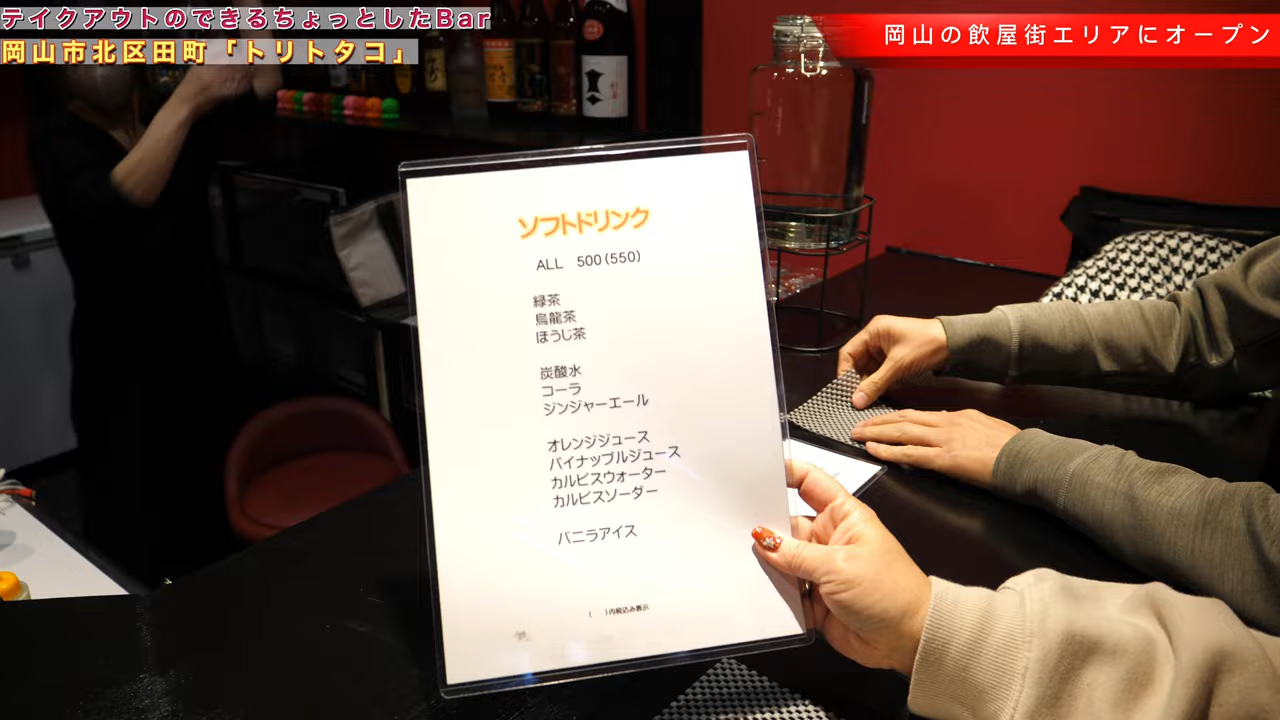 テイクアウトのできるちょっとしたBar
岡山市北区田町「トリトタコ」
岡山の飲屋街エリアにオープン
ソフトドリンク
ALL 500(550)
緑茶
烏龍茶
ほうじ茶
炭酸水
コーラ
ジンジャーエール
オレンジジュース
パイナップルジュース
カルピスウォーター
カルピスソーダー
バニラアイス
( )内税込み表示